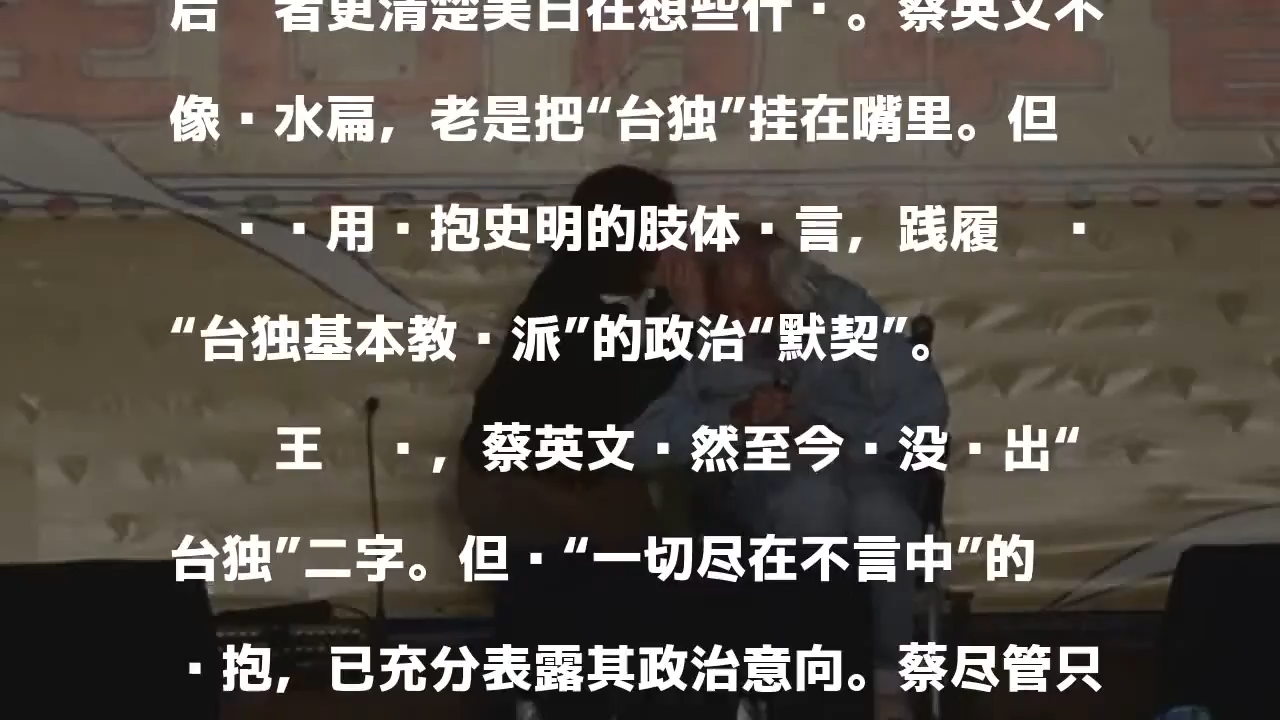 后　者更清楚美日在想些什·。蔡英文不
像·水扁，老是把“台独”挂在嘴里。但
··用·抱史明的肢体·言，践履　·
“台独基本教·派”的政治“默契”。
王　·，蔡英文·然至今·没·出“
台独”二字。但·“一切尽在不言中”的
·抱，已充分表露其政治意向。蔡尽管只